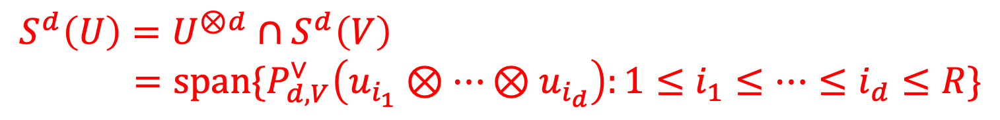 S^d(U) = U^{⊗d} ∩ S^d(V)
= span{P^∨_{d,V}(u_{i_1} ⊗ ⋯ ⊗ u_{i_d}): 1 ≤ i_1 ≤ ⋯ ≤ i_d ≤ R}